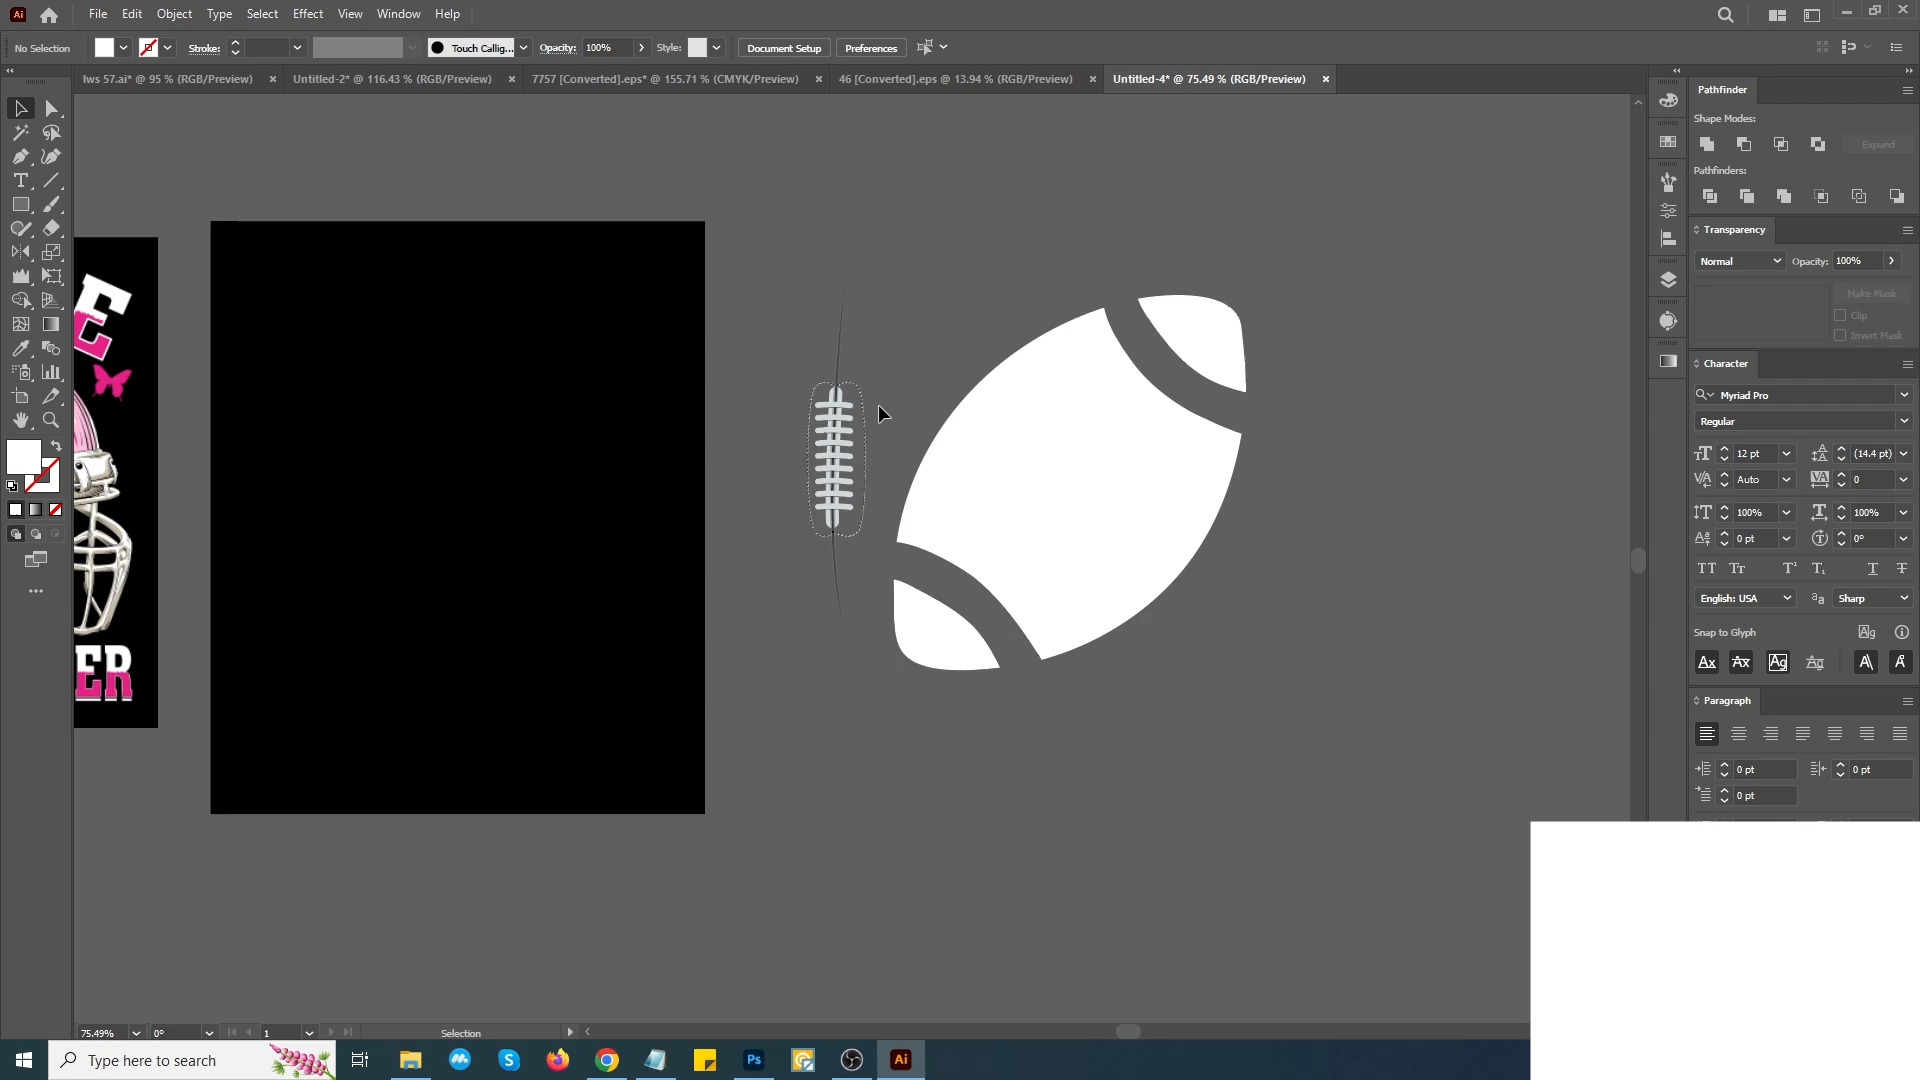 Ai File Edit Object Type Select Effect View Window Help
No Selection Stroke: Touch Callig... Opacity: 100% Style: Document Setup Preferences
lws 57.ai* @ 95 % (RGB/Preview) × Untitled-2* @ 116.43 % (RGB/Preview) × 7757 [Converted].eps* @ 155.71 % (CMYK/Preview) × 46 [Converted].eps @ 13.94 % (RGB/Preview) × Untitled-4* @ 75.49 % (RGB/Preview) ×
Pathfinder
Shape Modes:
Expand
Pathfinders:
Transparency
Normal Opacity: 100%
Make Mask
Clip
Invert Mask
Character
Myriad Pro
Regular
12 pt (14.4 pt)
Auto 0
100% 100%
0 pt 0°
English: USA Sharp
Snap to Glyph
Paragraph
0 pt 0 pt
0 pt
E
ER
75.49% 0° 1 Selection
Type here to search Ps Ai